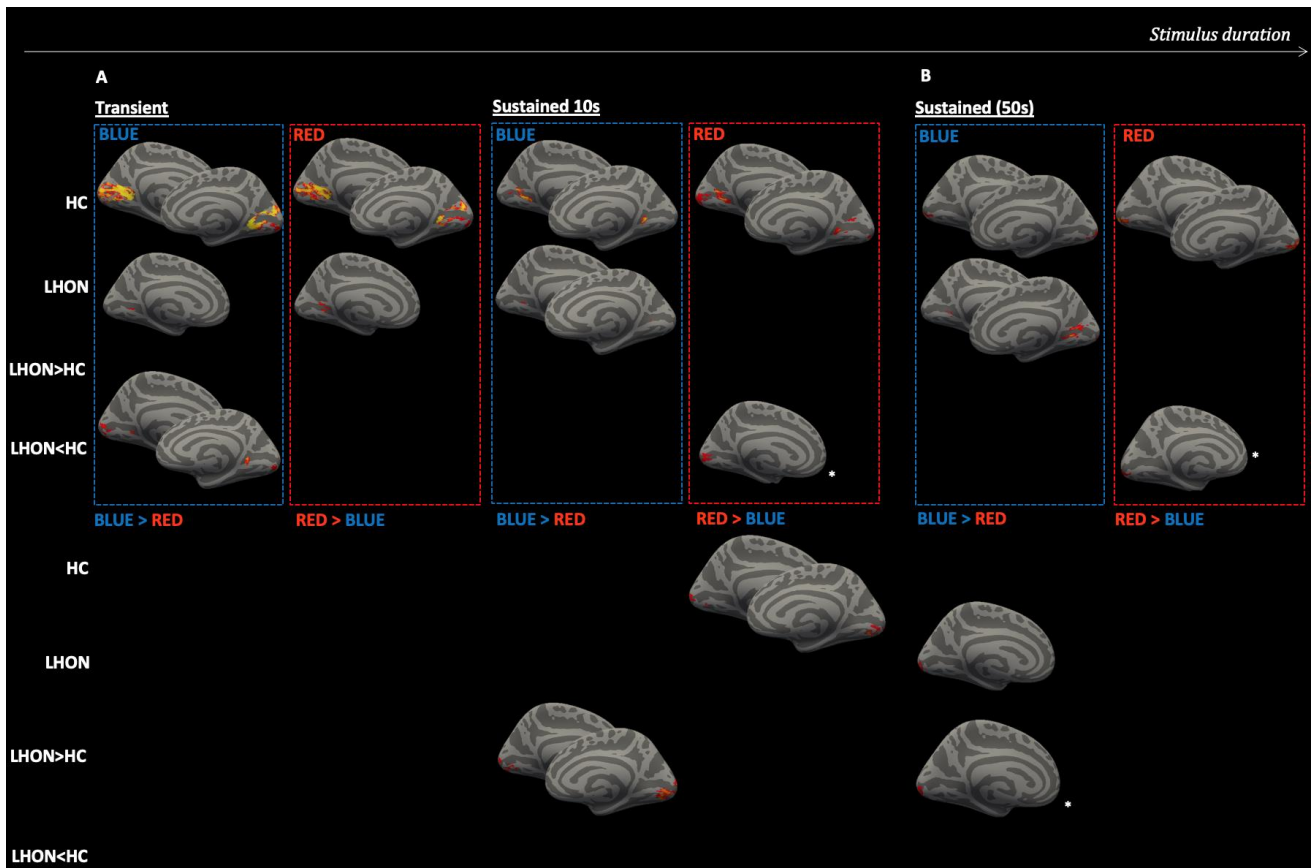 Stimulus duration
A
B
Transient
Sustained 10s
Sustained (50s)
BLUE
RED
BLUE
RED
BLUE
RED
HC
LHON
LHON>HC
LHON<HC
*
*
BLUE > RED
RED > BLUE
BLUE > RED
RED > BLUE
BLUE > RED
RED > BLUE
HC
LHON
LHON>HC
*
LHON<HC